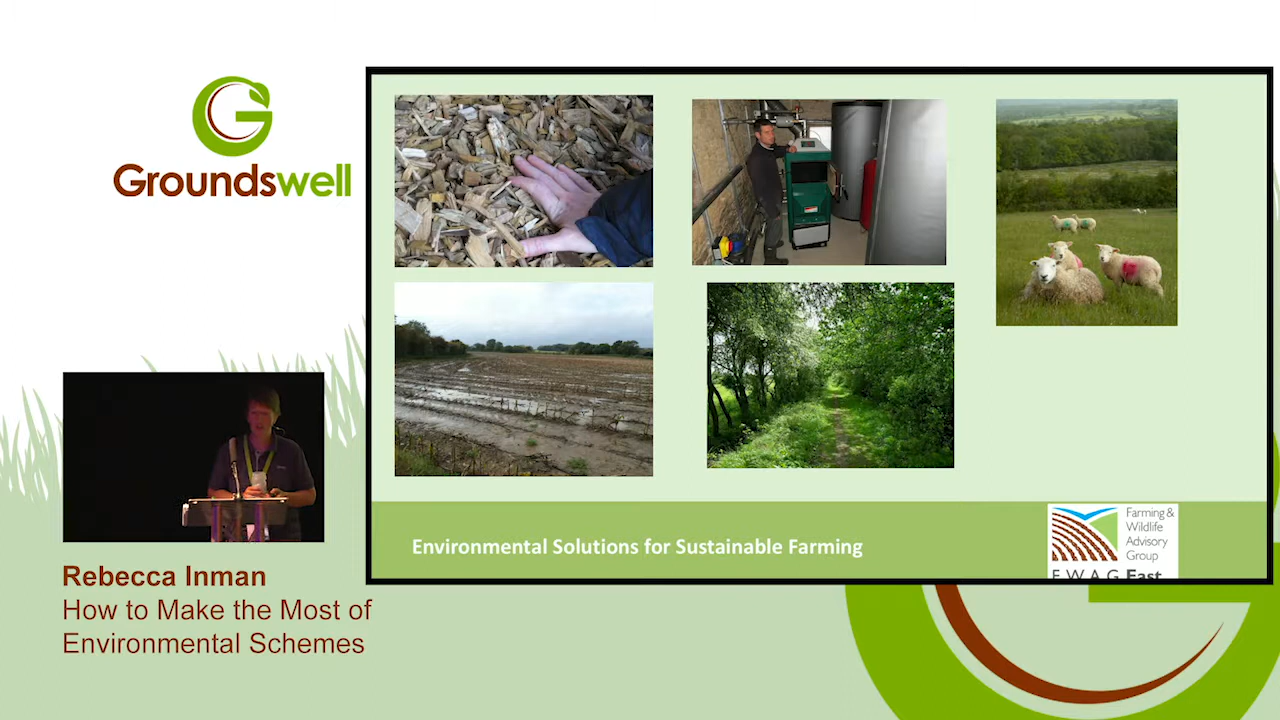 Groundswell
Rebecca Inman
How to Make the Most of
Environmental Schemes
Environmental Solutions for Sustainable Farming
Farming &
Wildlife
Advisory
Group
F W A G East